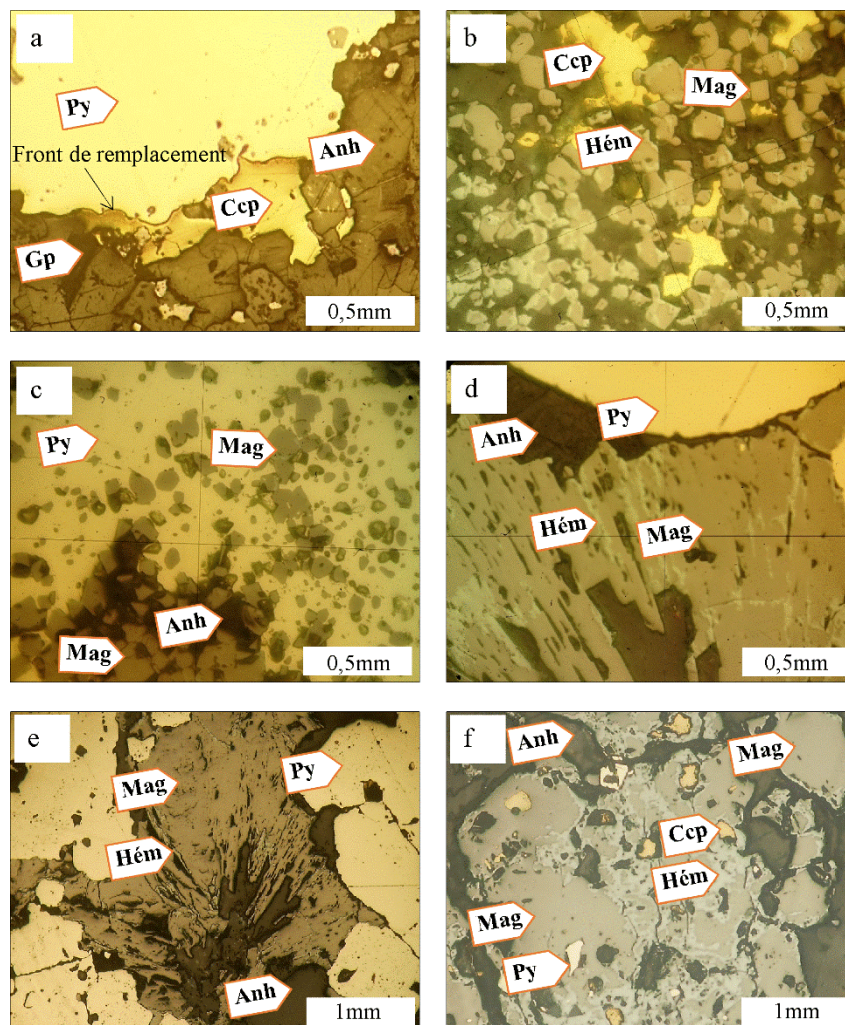 a
Py
Anh
Front de remplacement
Ccp
Gp
0,5mm
b
Ccp
Mag
Hém
0,5mm
c
Py
Mag
Anh
Mag
0,5mm
d
Py
Anh
Hém
Mag
0,5mm
e
Mag
Py
Hém
Anh
1mm
f
Anh
Mag
Ccp
Hém
Mag
Py
1mm